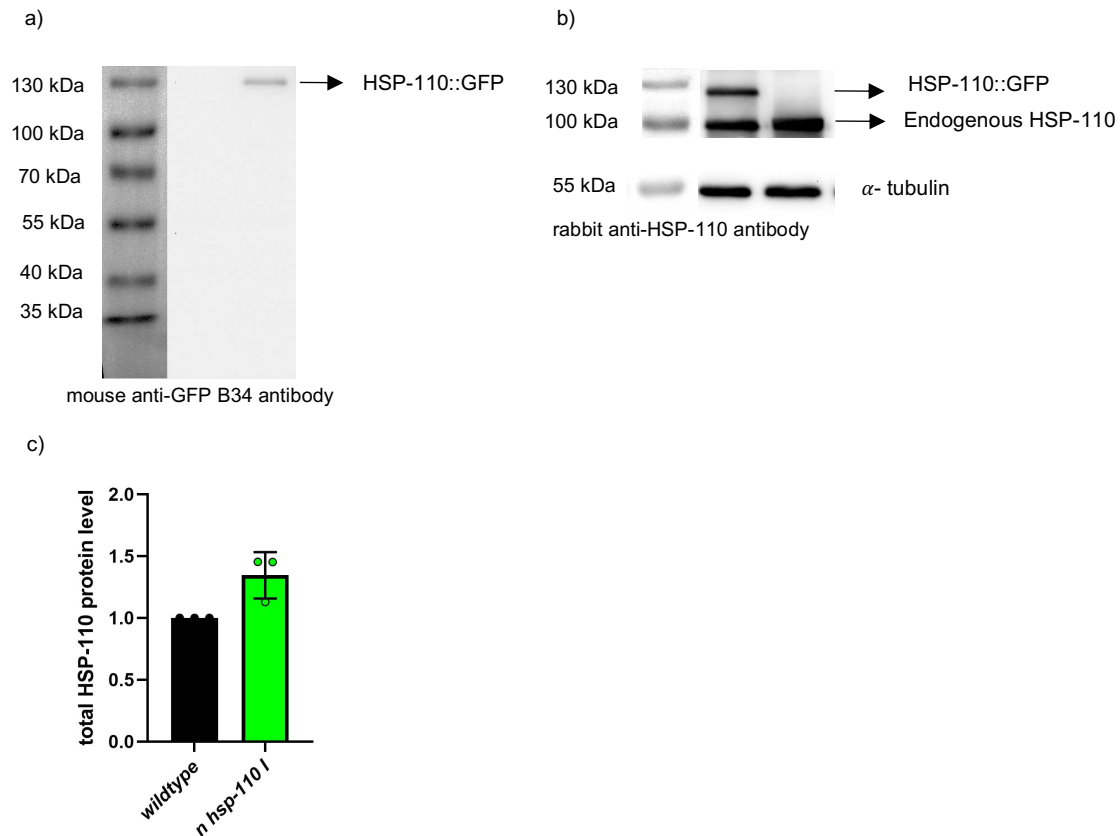 a)
130 kDa
100 kDa
70 kDa
55 kDa
40 kDa
35 kDa
HSP-110::GFP
mouse anti-GFP B34 antibody
b)
130 kDa
100 kDa
55 kDa
HSP-110::GFP
Endogenous HSP-110
α- tubulin
rabbit anti-HSP-110 antibody
c)
total HSP-110 protein level
2.0
1.5
1.0
0.5
0.0
wildtype
n hsp-110 I